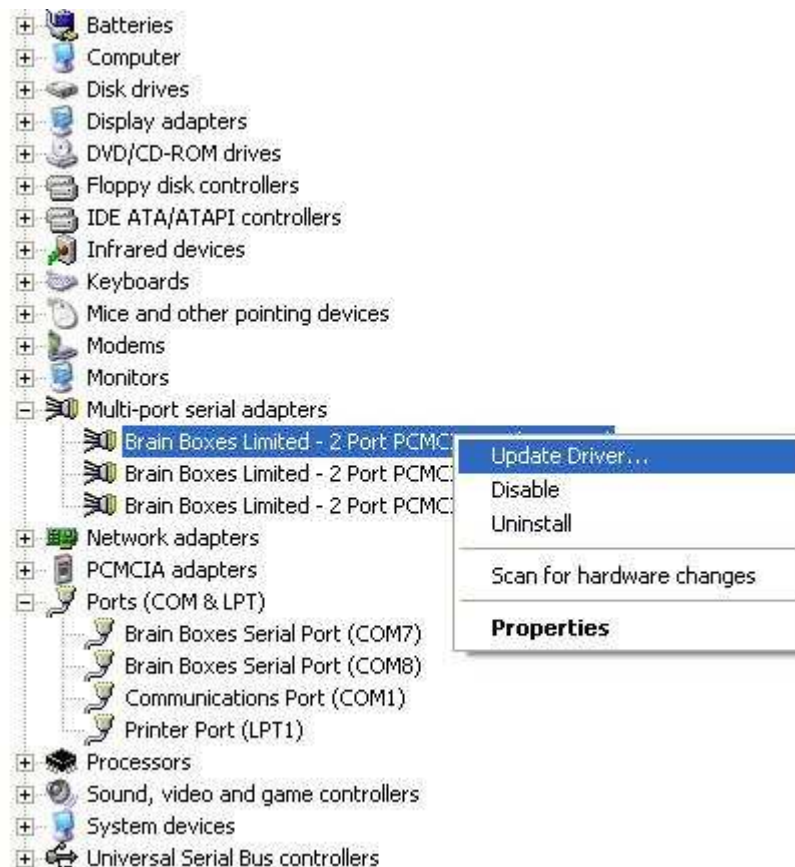 Batteries
Computer
Disk drives
Display adapters
DVD/CD-ROM drives
Floppy disk controllers
IDE ATA/ATAPI controllers
Infrared devices
Keyboards
Mice and other pointing devices
Modems
Monitors
Multi-port serial adapters
Brain Boxes Limited - 2 Port PCMC
Brain Boxes Limited - 2 Port PCMC
Brain Boxes Limited - 2 Port PCMC
Network adapters
PCMCIA adapters
Ports (COM & LPT)
Brain Boxes Serial Port (COM7)
Brain Boxes Serial Port (COM8)
Communications Port (COM1)
Printer Port (LPT1)
Processors
Sound, video and game controllers
System devices
Universal Serial Bus controllers
Update Driver...
Disable
Uninstall
Scan for hardware changes
Properties